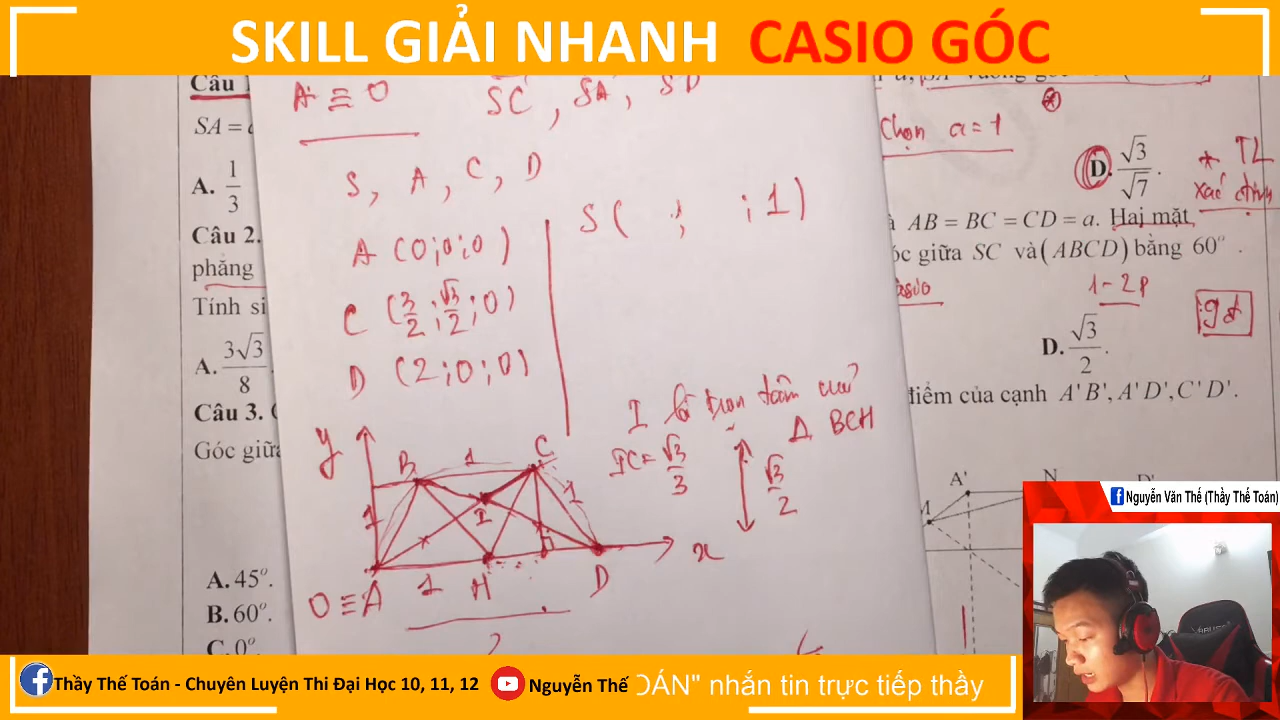 SKILL GIẢI NHANH CASIO GÓC
Câu
A ≡ O
SC , SA , SD
SA =
Chọn a = 1
S, A, C, D
A. 1/3
D. √3/√7 .
* TL
xác định
S( ; ;1)
Câu 2.
AB = BC = CD = a. Hai mặt
A (0;0;0)
phẳng
óc giữa SC và (ABCD) bằng 60° .
C (3/2;√3/2;0)
Tính si
1-2p
gđ
D (2;0;0)
A. 3√3/8
D. √3/2.
Câu 3.
điểm của cạnh A'B', A'D', C'D'.
I là trọng tâm của
Δ BCH
Góc giữa
IC = √3/3
√3/2
y
B 1 C
A' N D'
M
1 I 1
x
O ≡ A 1 H D
A. 45°.
B. 60°.
C. 0°.
Nguyễn Văn Thế (Thầy Thế Toán)
Thầy Thế Toán - Chuyên Luyện Thi Đại Học 10, 11, 12
Nguyễn Thế
OÁN" nhắn tin trực tiếp thầy